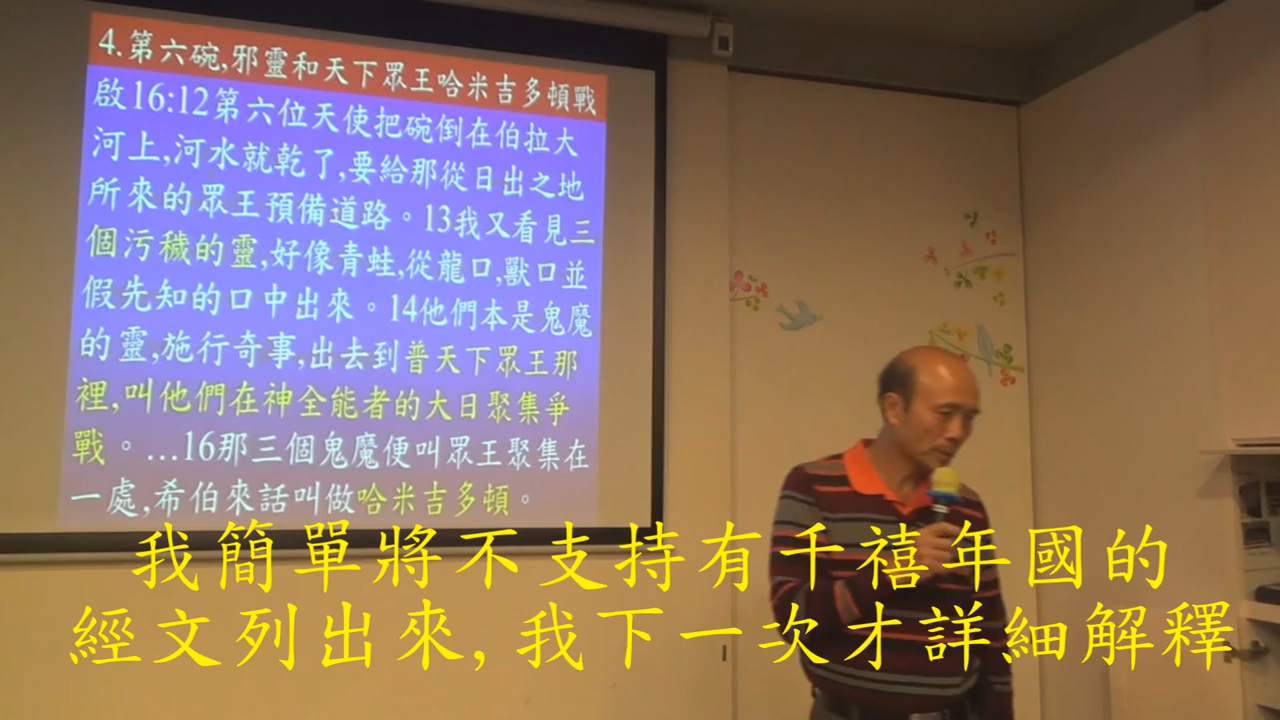 4.第六碗,邪靈和天下眾王哈米吉多頓戰
啟16:12第六位天使把碗倒在伯拉大
河上,河水就乾了,要給那從日出之地
所來的眾王預備道路。13我又看見三
個污穢的靈,好像青蛙,從龍口,獸口並
假先知的口中出來。14他們本是鬼魔
的靈,施行奇事,出去到普天下眾王那
裡,叫他們在神全能者的大日聚集爭
戰。…16那三個鬼魔便叫眾王聚集在
一處,希伯來話叫做哈米吉多頓。
我簡單將不支持有千禧年國的
經文列出來,我下一次才詳細解釋